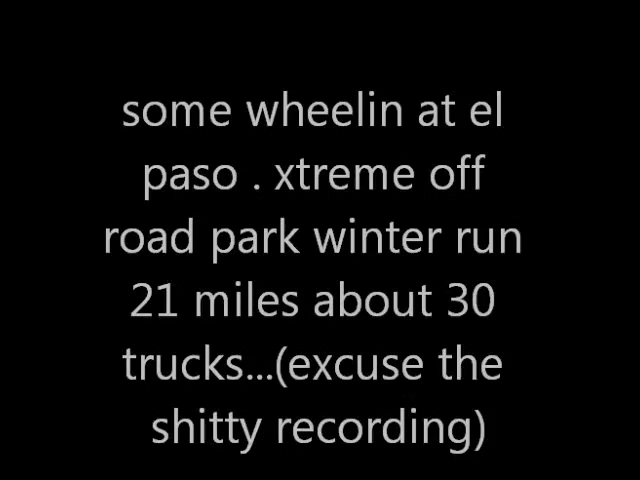 some wheelin at el
paso . xtreme off
road park winter run
21 miles about 30
trucks...(excuse the
shitty recording)